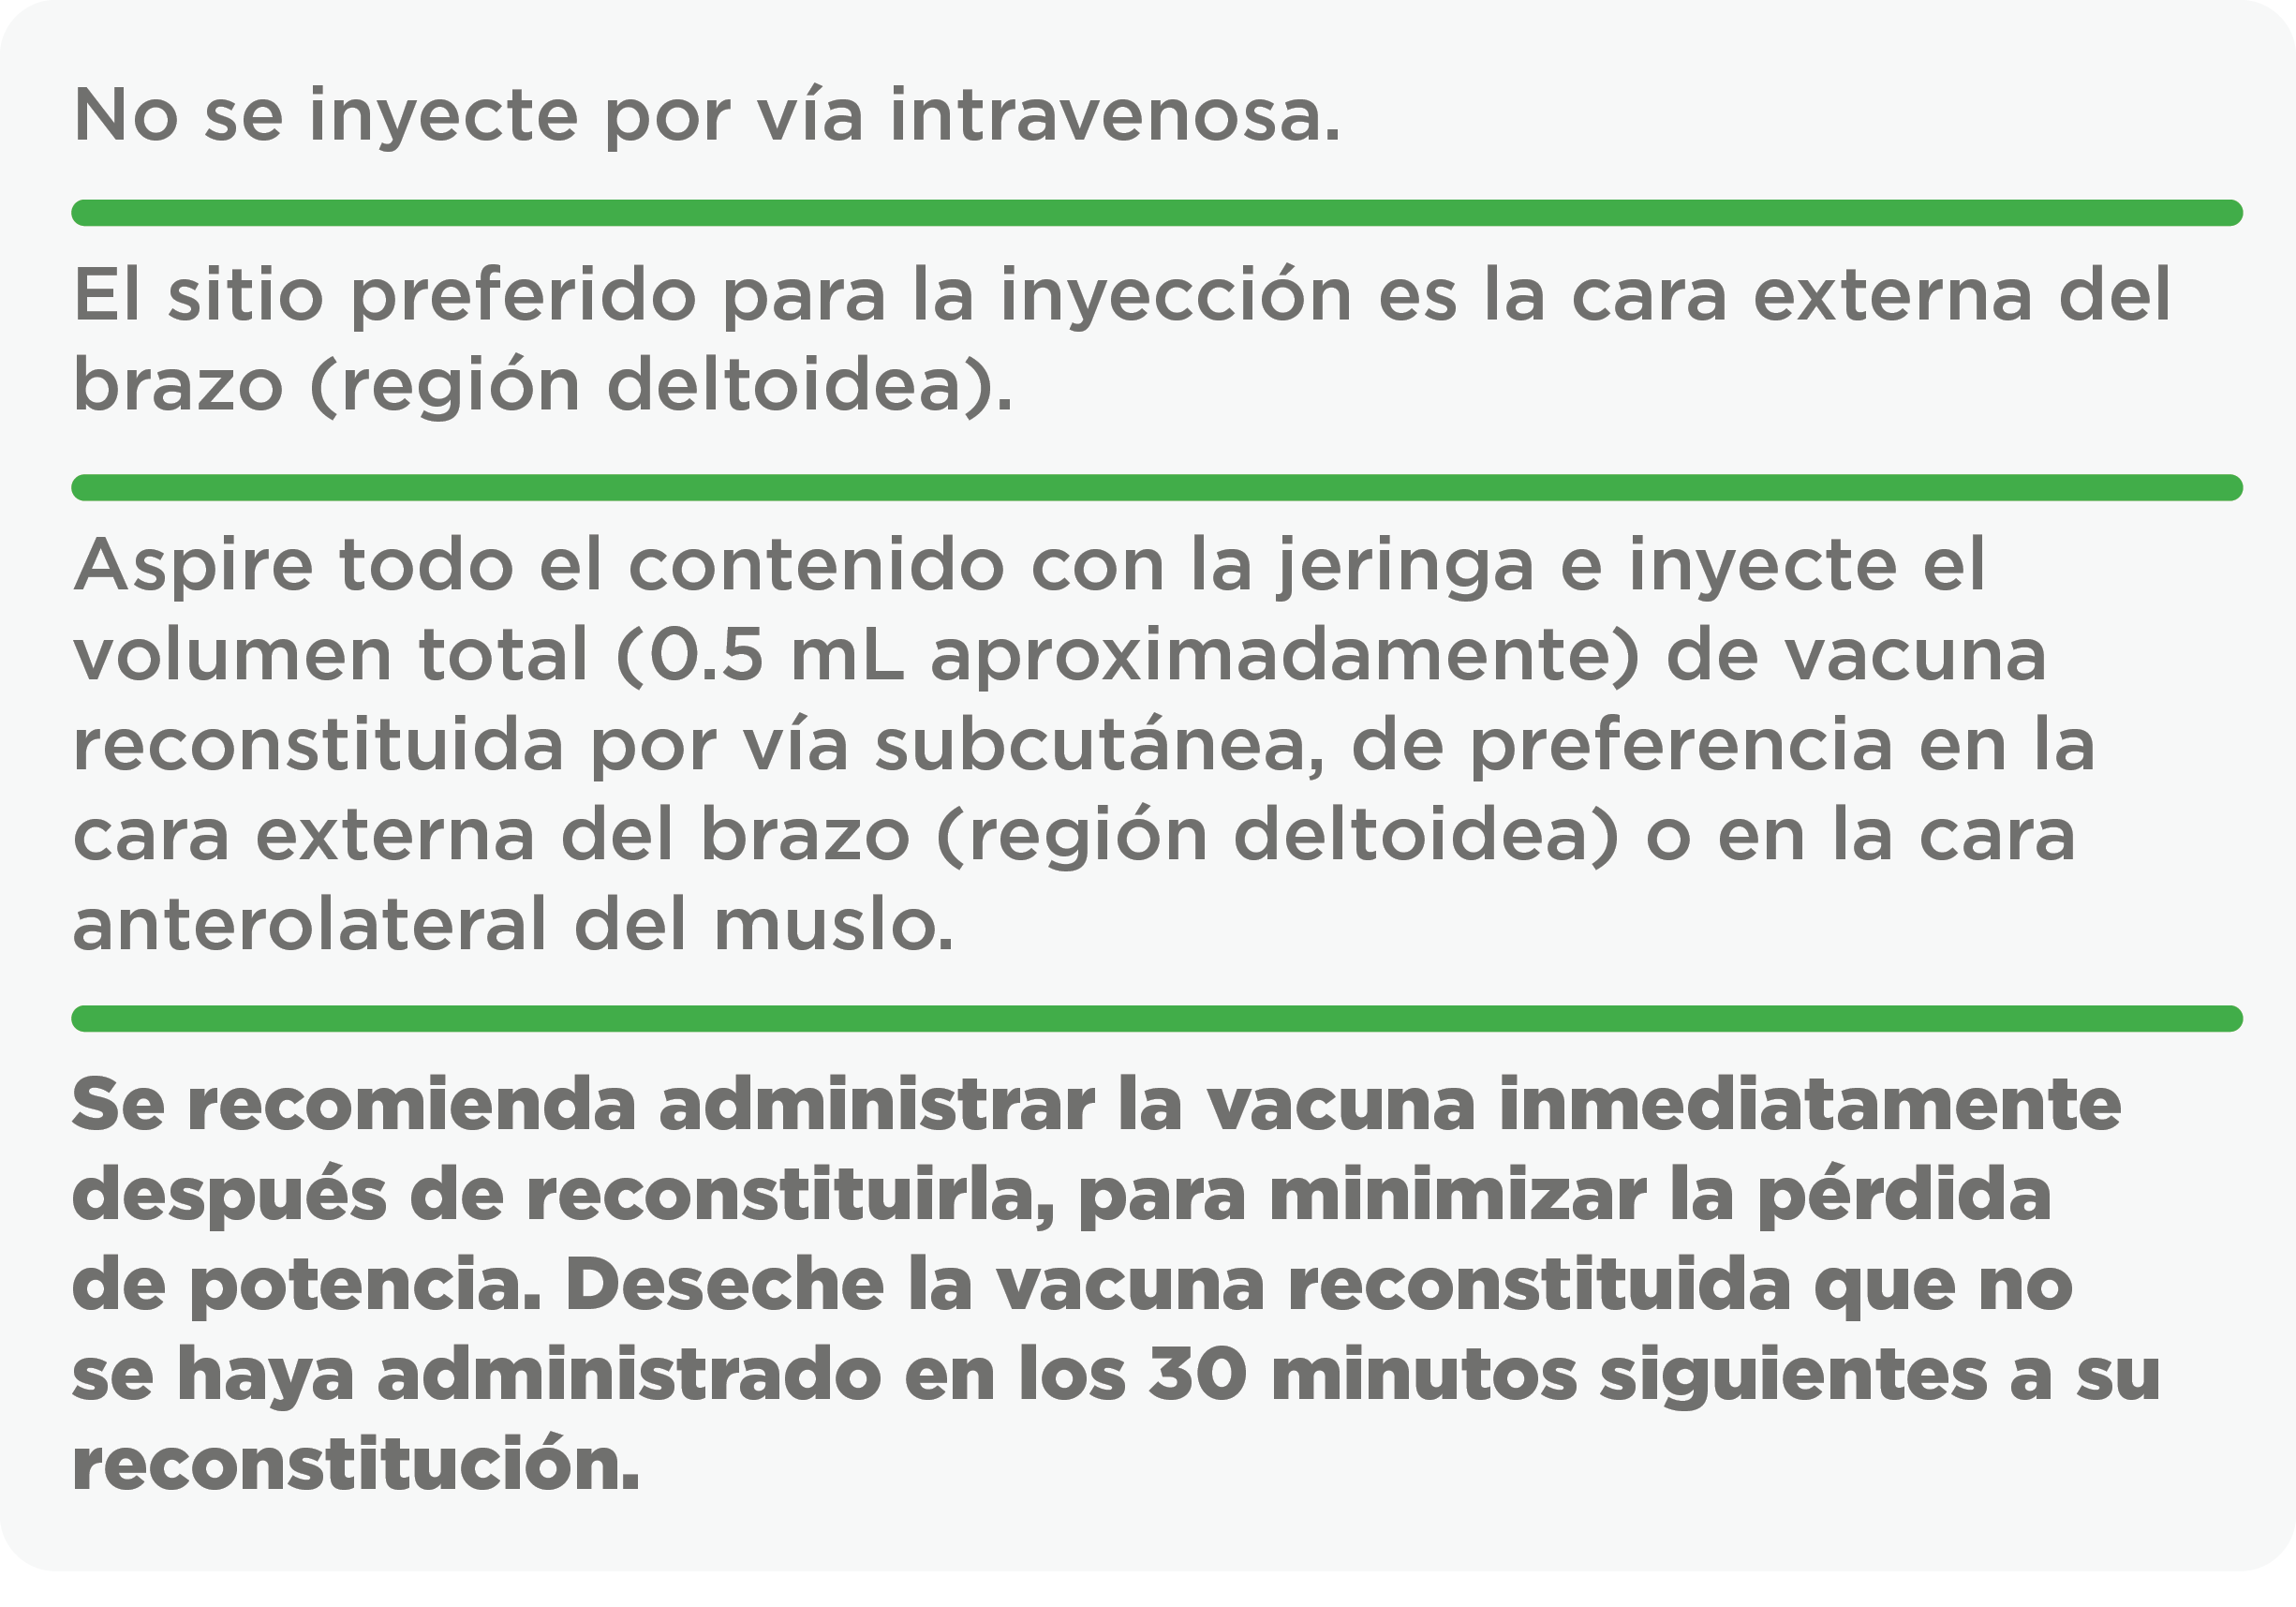 No se inyecte por vía intravenosa.
El sitio preferido para la inyección es la cara externa del
brazo (región deltoidea).
Aspire todo el contenido con la jeringa e inyecte el
volumen total (0.5 mL aproximadamente) de vacuna
reconstituida por vía subcutánea, de preferencia en la
cara externa del brazo (región deltoidea) o en la cara
anterolateral del muslo.
Se recomienda administrar la vacuna inmediatamente
después de reconstituirla, para minimizar la pérdida
de potencia. Deseche la vacuna reconstituida que no
se haya administrado en los 30 minutos siguientes a su
reconstitución.